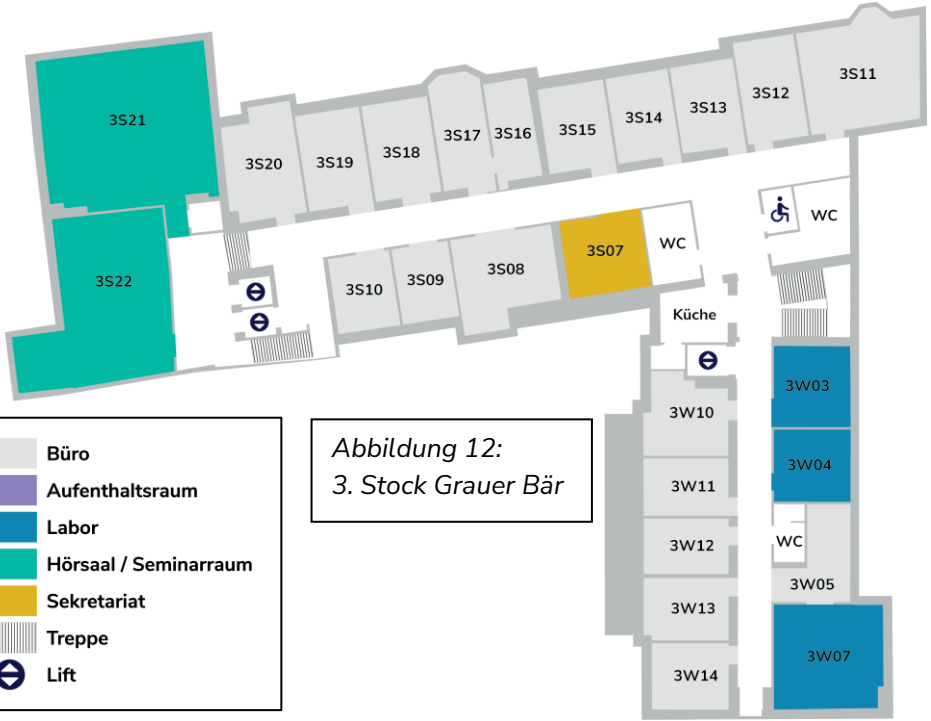 3S11
3S12
3S13
3S14
3S15
3S16
3S17
3S18
3S19
3S20
3S21
3S22
WC
WC
3S07
3S08
3S09
3S10
Küche
3W03
3W04
WC
3W05
3W07
3W10
3W11
3W12
3W13
3W14
Büro
Aufenthaltsraum
Labor
Hörsaal / Seminarraum
Sekretariat
Treppe
Lift
Abbildung 12:
3. Stock Grauer Bär